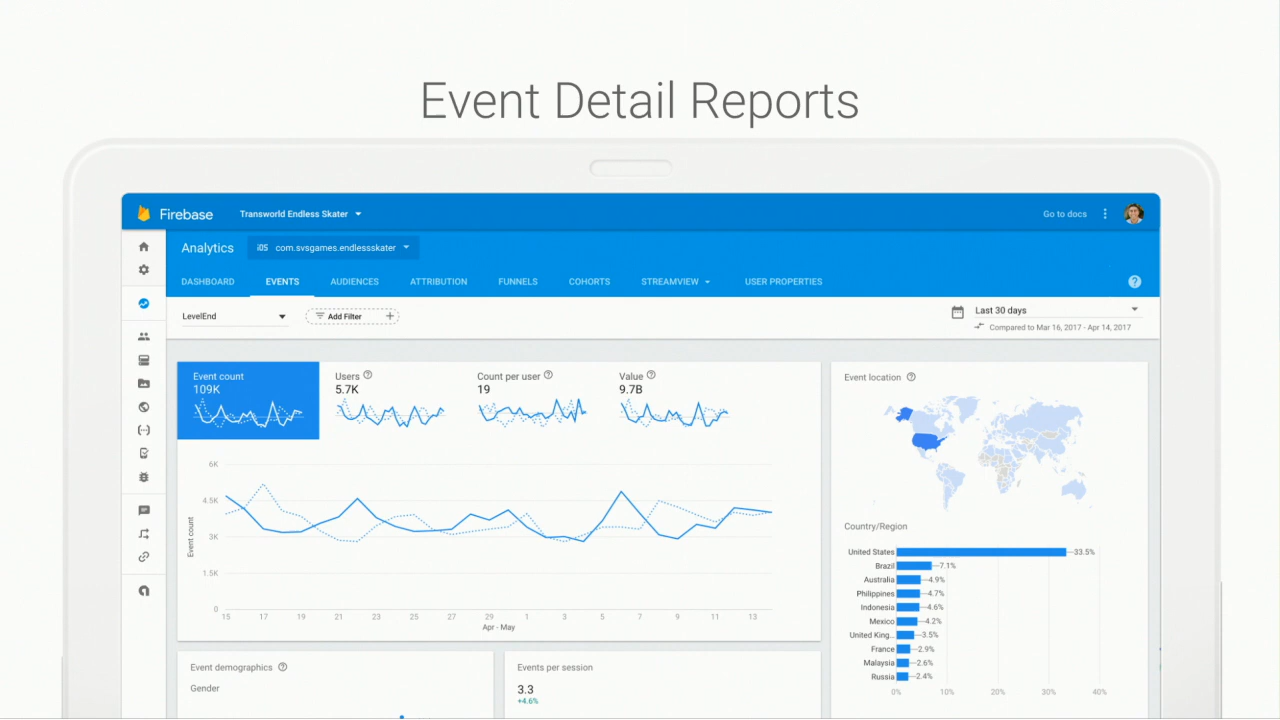 Event Detail Reports
Firebase
Transworld Endless Skater
Go to docs
Analytics
iOS com.svsgames.endlessskater
DASHBOARD
EVENTS
AUDIENCES
ATTRIBUTION
FUNNELS
COHORTS
STREAMVIEW
USER PROPERTIES
?
LevelEnd
Add Filter
Last 30 days
Compared to Mar 16, 2017 - Apr 14, 2017
Event count
109K
Users ?
5.7K
Count per user ?
19
Value ?
9.7B
6K
4.5K
3K
1.5K
0
Event count
15 17 19 21 23 25 27 29 1 3 5 7 9 11 13
Apr - May
Event location ?
Country/Region
United States 33.5%
Brazil 7.1%
Australia 4.9%
Philippines 4.7%
Indonesia 4.6%
Mexico 4.2%
United King... 3.5%
France 2.9%
Malaysia 2.6%
Russia 2.4%
0% 10% 20% 30% 40%
Event demographics ?
Gender
Events per session
3.3
+4.6%